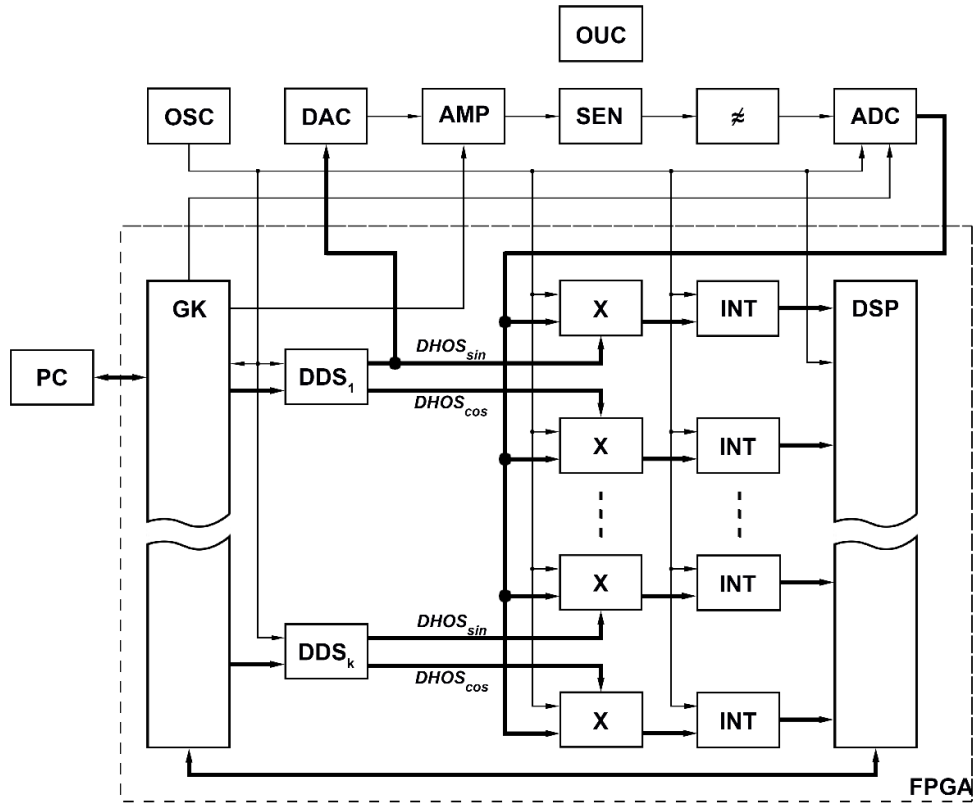 OUC
OSC
DAC
AMP
SEN
≉
ADC
GK
X
INT
DSP
PC
DDS1
DHOSsin
DHOScos
X
INT
X
INT
DDSk
DHOSsin
DHOScos
X
INT
FPGA